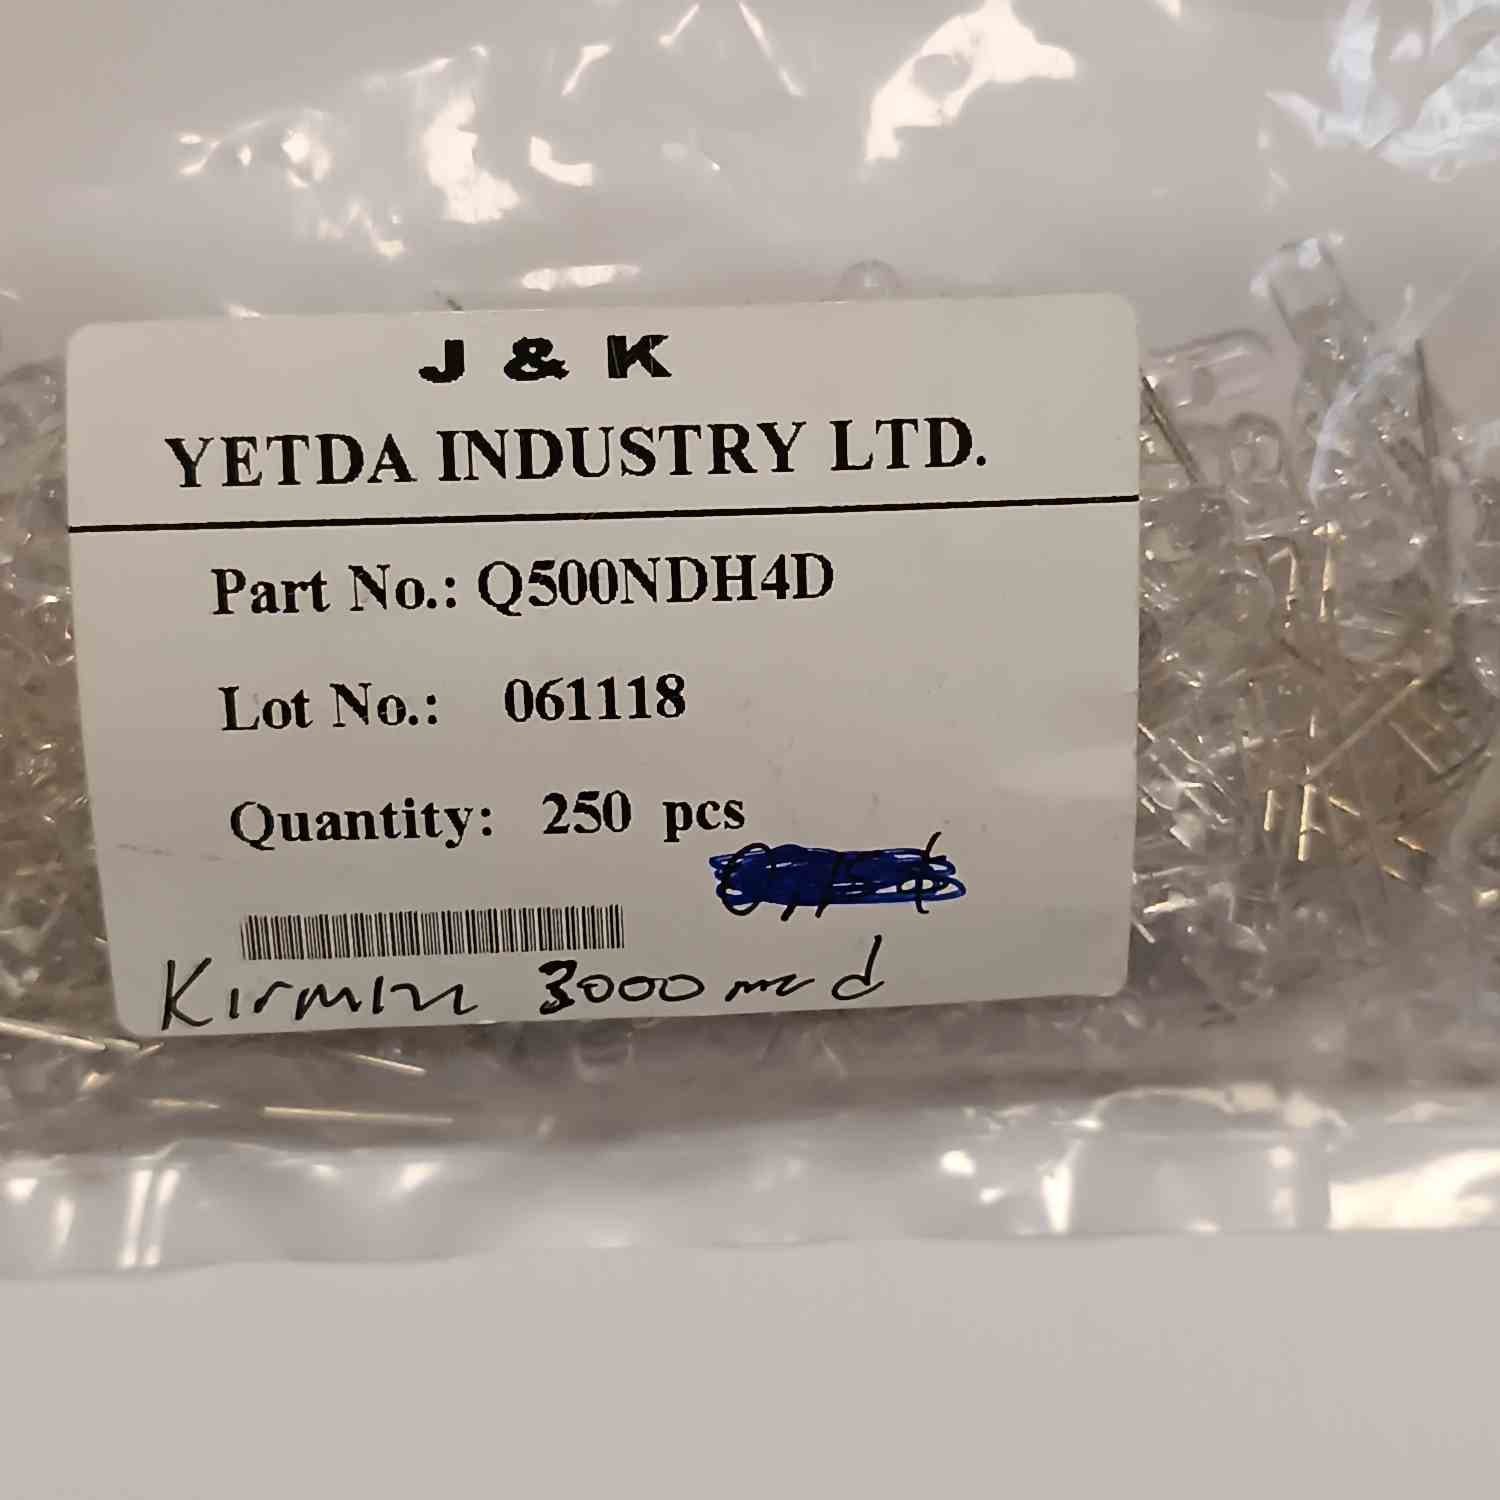 J & K
YETDA INDUSTRY LTD.
Part No.: Q500NDH4D
Lot No.: 061118
Quantity: 250 pcs
Kırmızı 3000 mcd